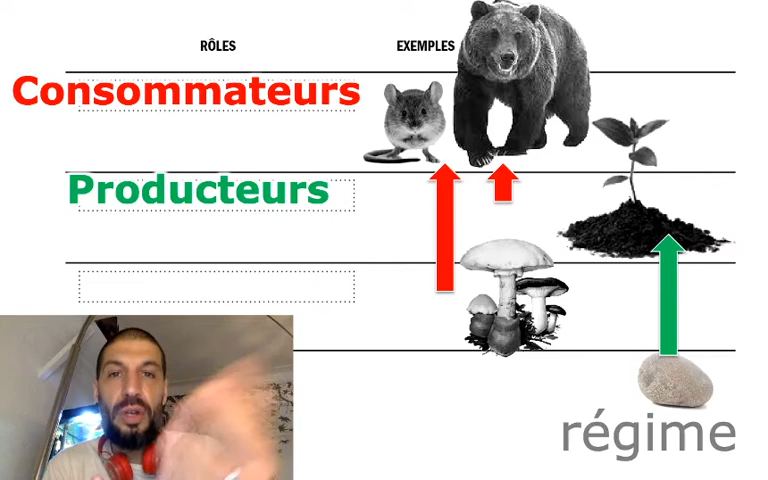 RÔLES
EXEMPLES
Consommateurs
Producteurs
régime